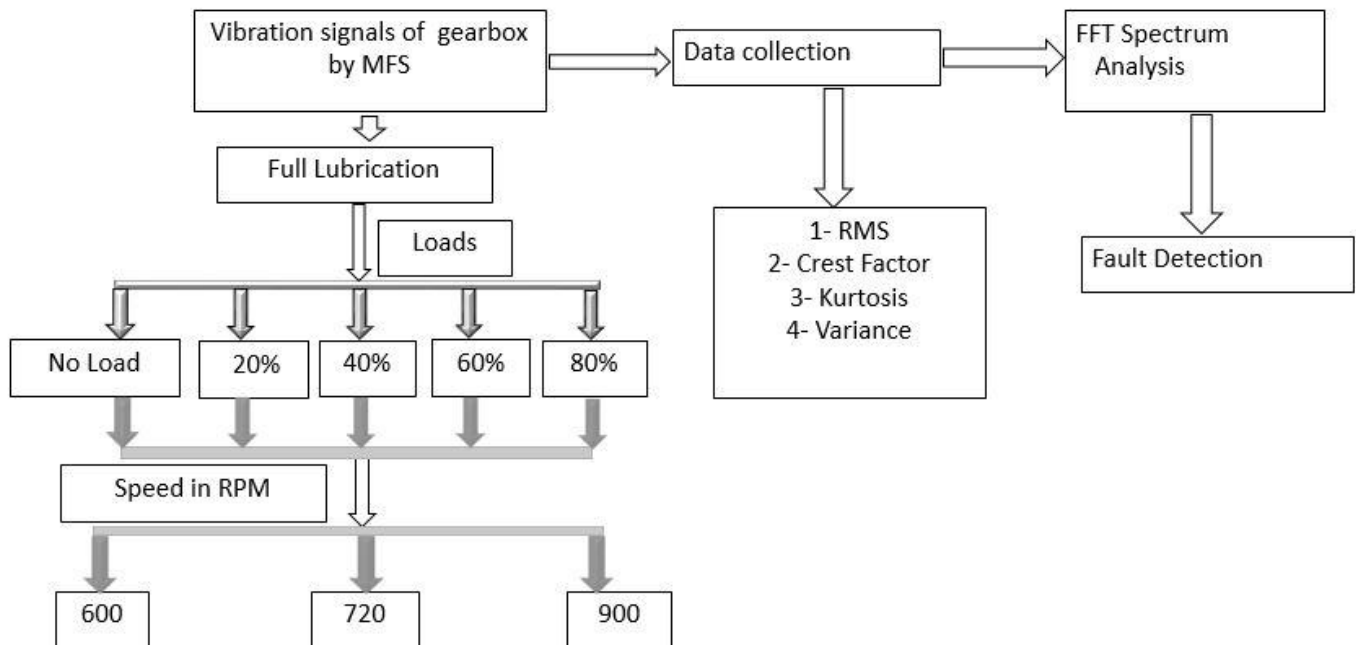 Vibration signals of gearbox
by MFS
Data collection
FFT Spectrum
Analysis
Full Lubrication
Loads
1- RMS
2- Crest Factor
3- Kurtosis
4- Variance
Fault Detection
No Load
20%
40%
60%
80%
Speed in RPM
600
720
900